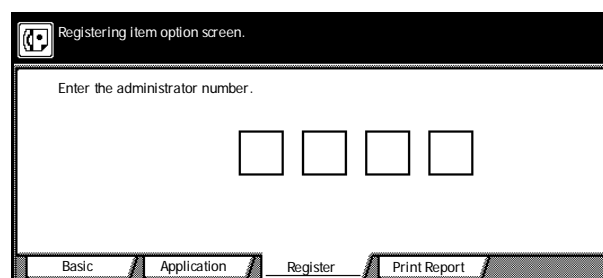 Registering item option screen.
Enter the administrator number.
Basic Application Register Print Report